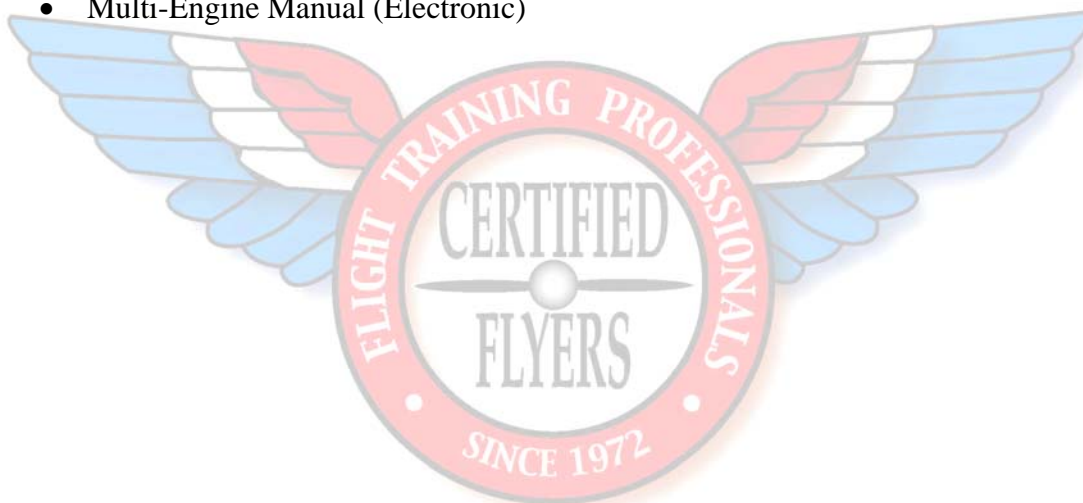 • Multi-Engine Manual (Electronic)
FLIGHT TRAINING PROFESSIONALS
CERTIFIED
FLYERS
• SINCE 1972 •